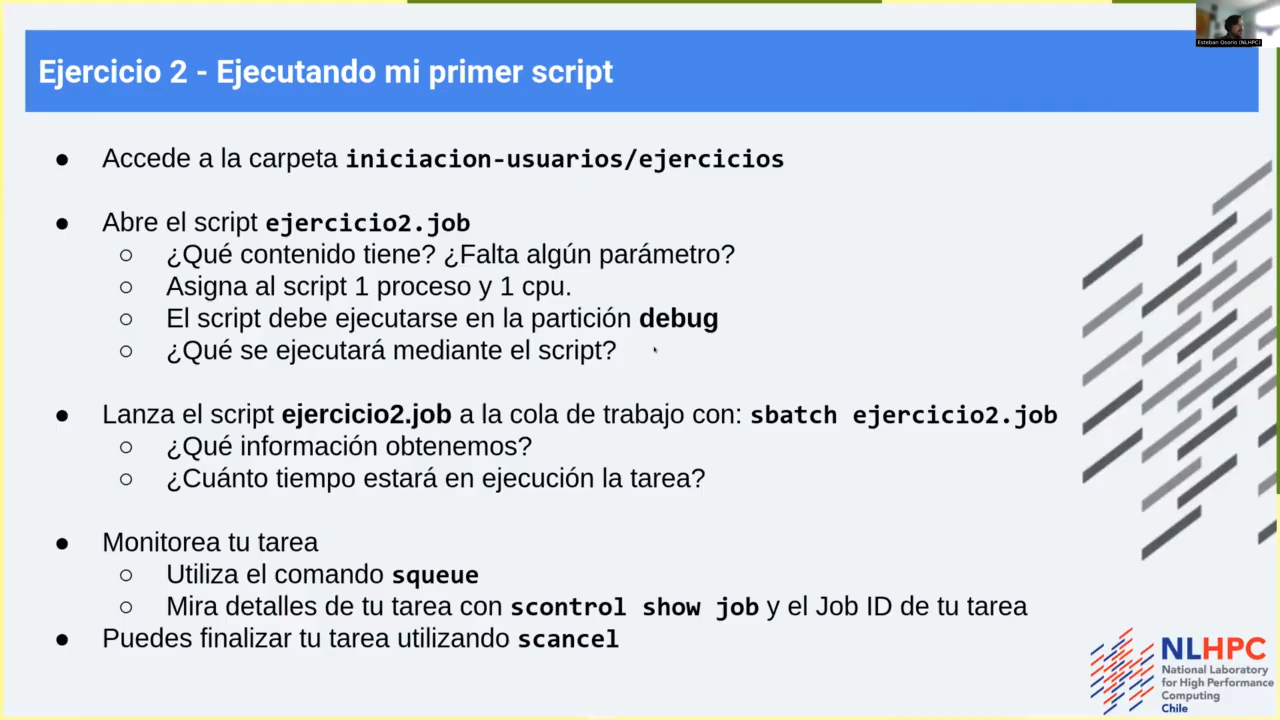 Esteban Osorio (NLHPC)
Ejercicio 2 - Ejecutando mi primer script
● Accede a la carpeta iniciacion-usuarios/ejercicios
● Abre el script ejercicio2.job
○ ¿Qué contenido tiene? ¿Falta algún parámetro?
○ Asigna al script 1 proceso y 1 cpu.
○ El script debe ejecutarse en la partición debug
○ ¿Qué se ejecutará mediante el script?
● Lanza el script ejercicio2.job a la cola de trabajo con: sbatch ejercicio2.job
○ ¿Qué información obtenemos?
○ ¿Cuánto tiempo estará en ejecución la tarea?
● Monitorea tu tarea
○ Utiliza el comando squeue
○ Mira detalles de tu tarea con scontrol show job y el Job ID de tu tarea
● Puedes finalizar tu tarea utilizando scancel
NLHPC
National Laboratory
for High Performance
Computing
Chile